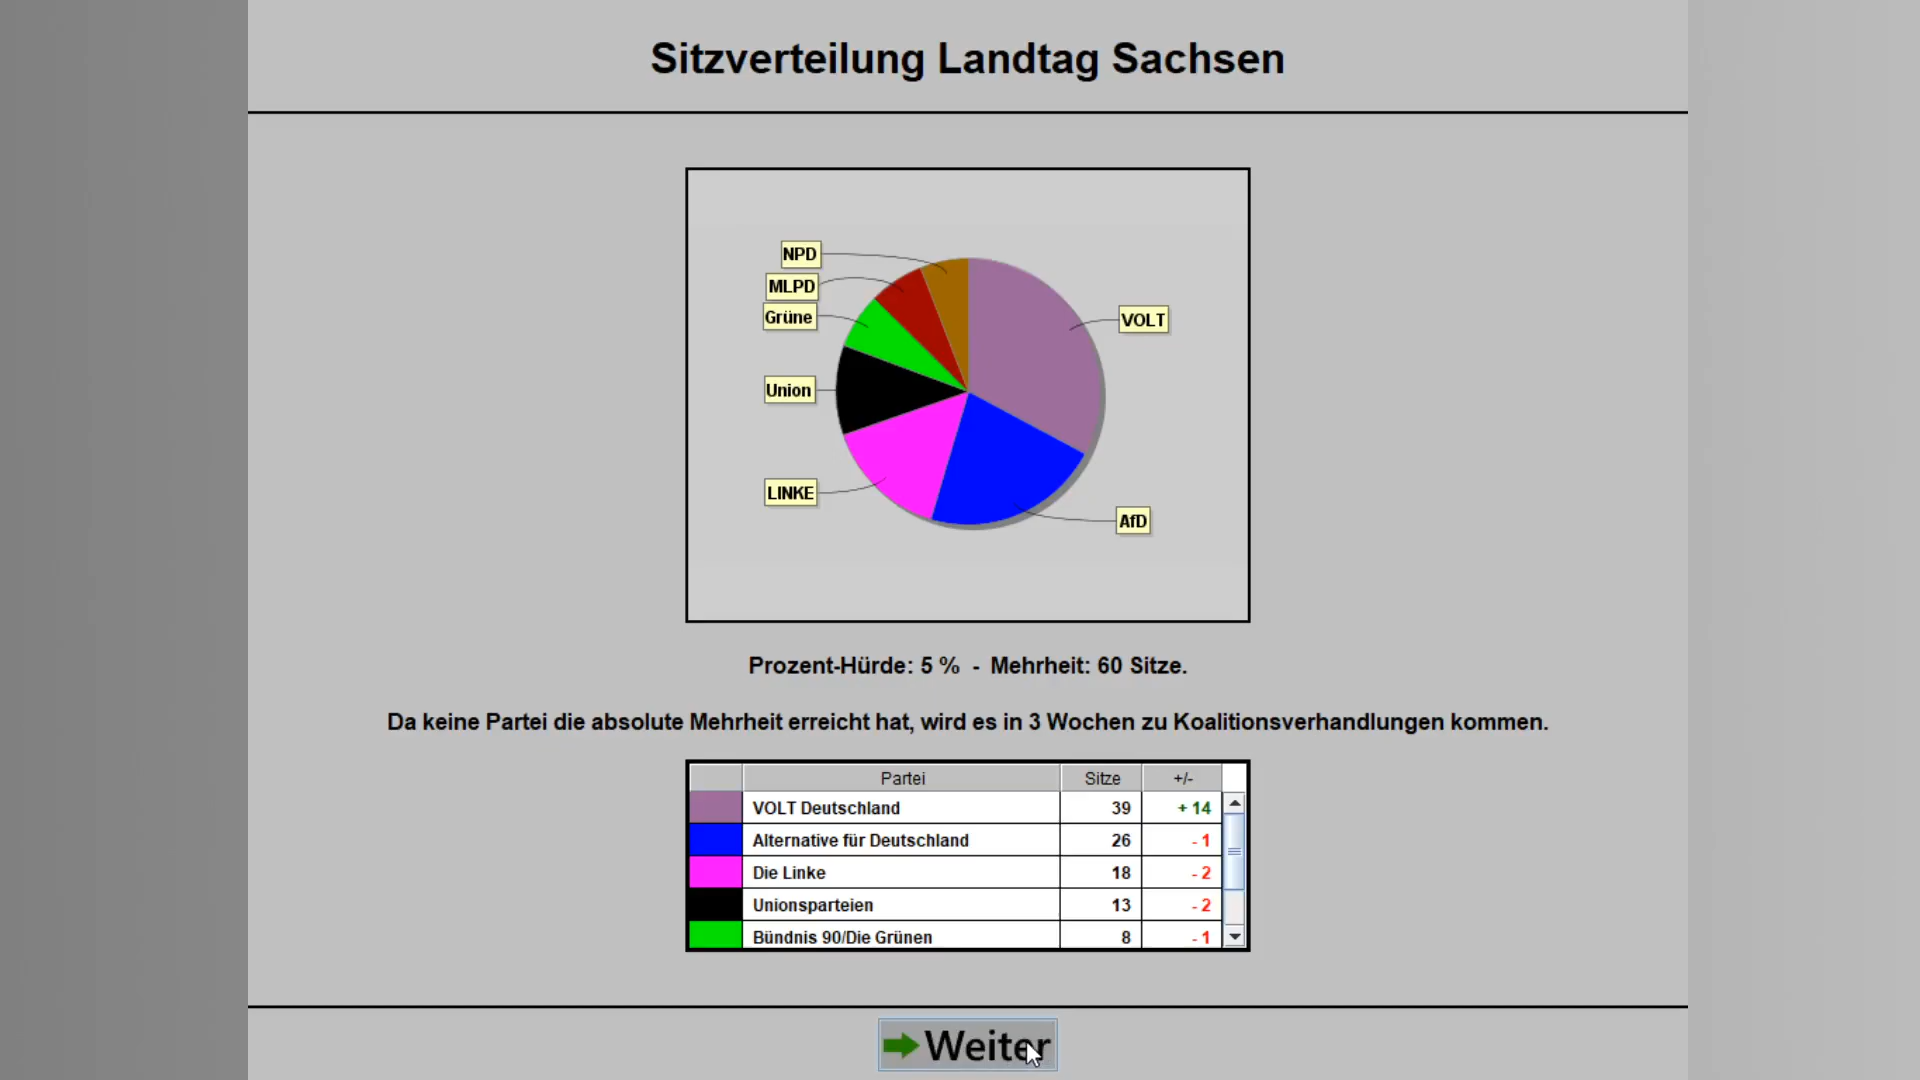 Sitzverteilung Landtag Sachsen
NPD
MLPD
Grüne
VOLT
Union
LINKE
AfD
Prozent-Hürde: 5 % - Mehrheit: 60 Sitze.
Da keine Partei die absolute Mehrheit erreicht hat, wird es in 3 Wochen zu Koalitionsverhandlungen kommen.
Partei Sitze +/-
VOLT Deutschland 39 + 14
Alternative für Deutschland 26 - 1
Die Linke 18 - 2
Unionsparteien 13 - 2
Bündnis 90/Die Grünen 8 - 1
Weiter